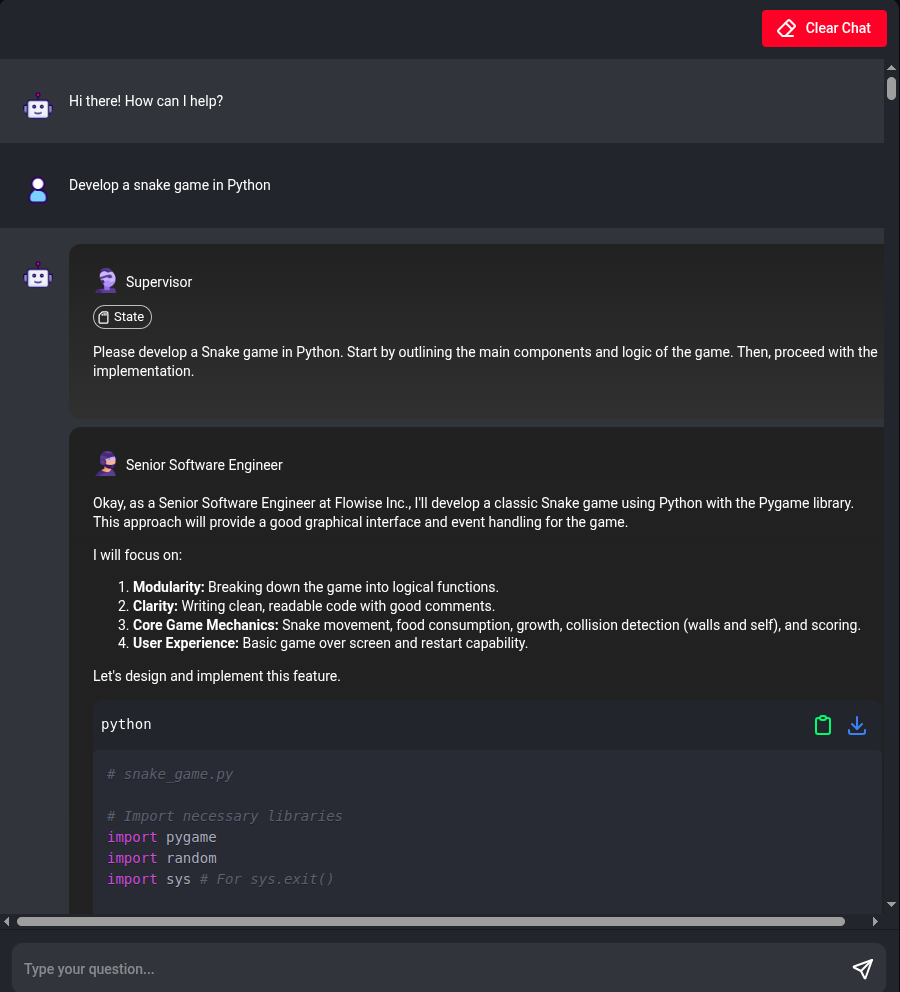 Clear Chat
Hi there! How can I help?
Develop a snake game in Python
Supervisor
State
Please develop a Snake game in Python. Start by outlining the main components and logic of the game. Then, proceed with the
implementation.
Senior Software Engineer
Okay, as a Senior Software Engineer at Flowise Inc., I'll develop a classic Snake game using Python with the Pygame library.
This approach will provide a good graphical interface and event handling for the game.
I will focus on:
1. Modularity: Breaking down the game into logical functions.
2. Clarity: Writing clean, readable code with good comments.
3. Core Game Mechanics: Snake movement, food consumption, growth, collision detection (walls and self), and scoring.
4. User Experience: Basic game over screen and restart capability.
Let's design and implement this feature.
python
# snake_game.py
# Import necessary libraries
import pygame
import random
import sys # For sys.exit()
Type your question...